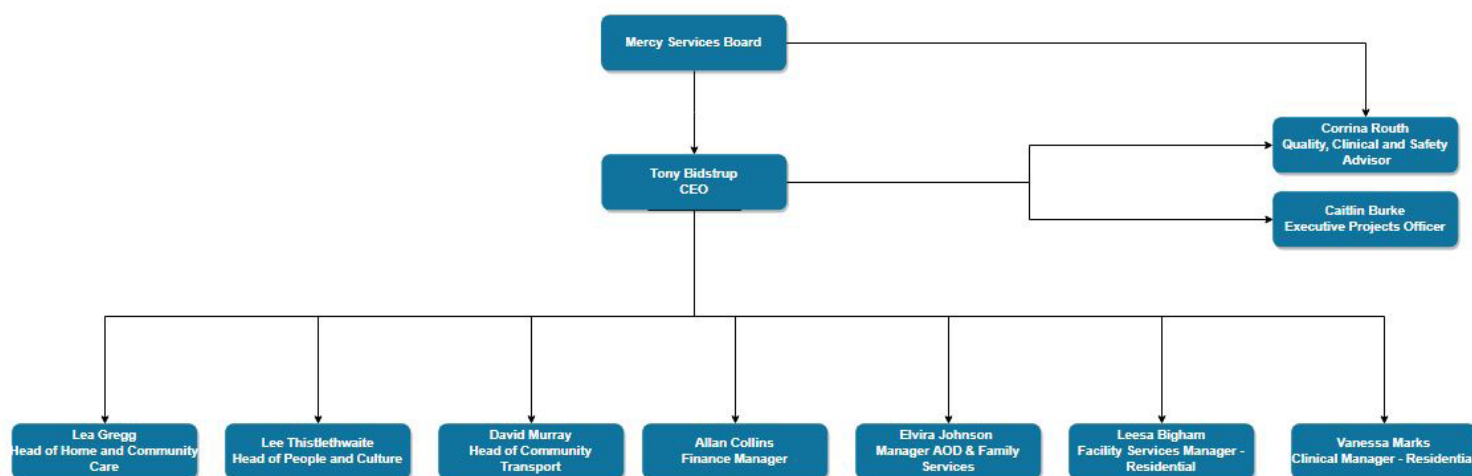 Mercy Services Board
Corrina Routh
Quality, Clinical and Safety
Advisor
Tony Bidstrup
CEO
Caitlin Burke
Executive Projects Officer
Lea Gregg
Head of Home and Community
Care
Lee Thistlethwaite
Head of People and Culture
David Murray
Head of Community
Transport
Allan Collins
Finance Manager
Elvira Johnson
Manager AOD & Family
Services
Leesa Bigham
Facility Services Manager -
Residential
Vanessa Marks
Clinical Manager - Residential